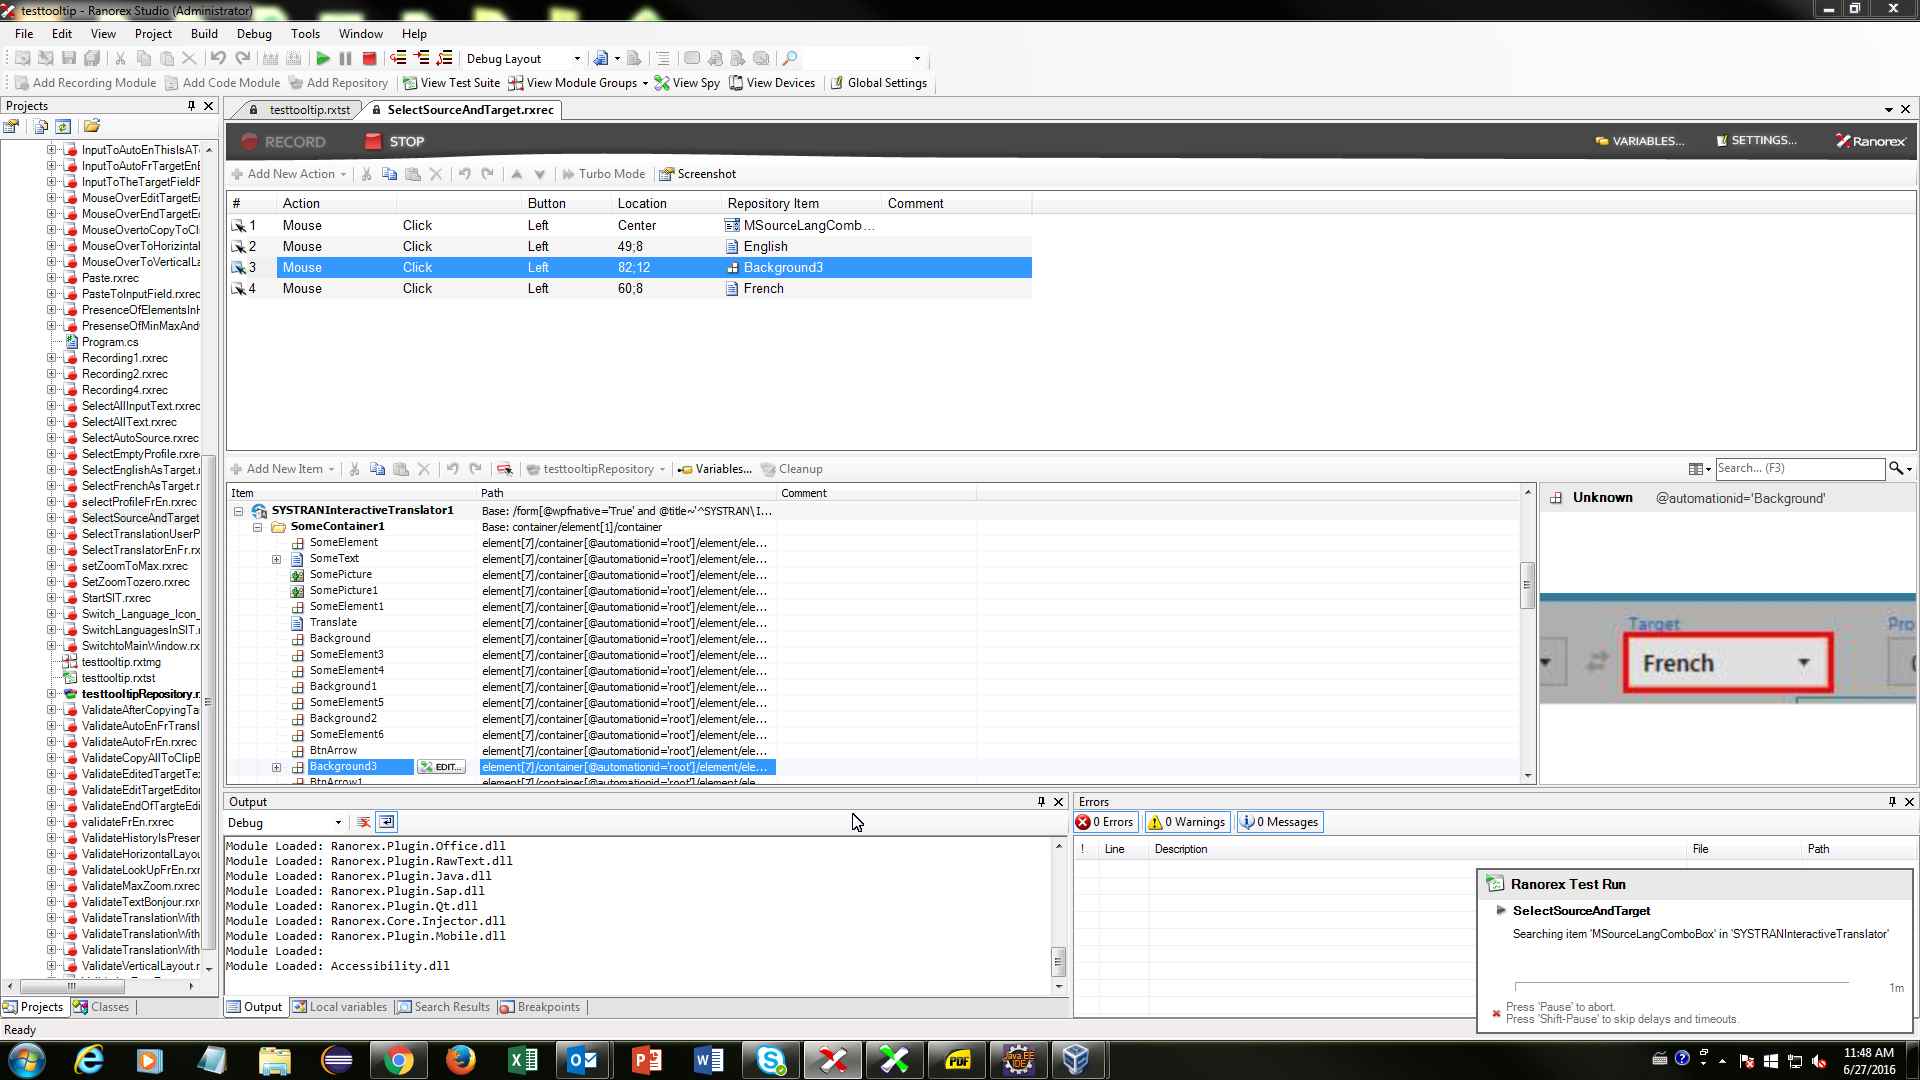 testtooltip - Ranorex Studio (Administrator)
File Edit View Project Build Debug Tools Window Help
Debug Layout
Add Recording Module Add Code Module Add Repository View Test Suite View Module Groups View Spy View Devices Global Settings
Projects
testtooltip.rxtst SelectSourceAndTarget.rxrec
RECORD STOP VARIABLES... SETTINGS... Ranorex
Add New Action Turbo Mode Screenshot
# Action Button Location Repository Item Comment
1 Mouse Click Left Center MSourceLangComb...
2 Mouse Click Left 49;8 English
3 Mouse Click Left 82;12 Background3
4 Mouse Click Left 60;8 French
InputToAutoEnThisIsATe
InputToAutoFrTargetEnE
InputToTheTargetFieldF
MouseOverEditTargetEd
MouseOverEndTargetEd
MouseOvertoCopyToCli
MouseOverToHorizintal
MouseOverToVerticalLa
Paste.rxrec
PasteToInputField.rxrec
PresenceOfElementsInH
PresenseOfMinMaxAnd
Program.cs
Recording1.rxrec
Recording2.rxrec
Recording4.rxrec
SelectAllInputText.rxrec
SelectAllText.rxrec
SelectAutoSource.rxrec
SelectEmptyProfile.rxre
SelectEnglishAsTarget.r
SelectFrenchAsTarget.r
selectProfileFrEn.rxrec
SelectSourceAndTarget
SelectTranslationUserP
SelectTranslatorEnFr.rx
setZoomToMax.rxrec
SetZoomTozero.rxrec
StartSIT.rxrec
Switch_Language_Icon_
SwitchLanguagesInSIT.r
SwitchtoMainWindow.rx
testtooltip.rxtmg
testtooltip.rxtst
testtooltipRepository.r
ValidateAfterCopyingTa
ValidateAutoEnFrTransl
ValidateAutoFrEn.rxrec
ValidateCopyAllToClipB
ValidateEditedTargetTe
ValidateEditTargetEditor
ValidateEndOfTargteEdi
validateFrEn.rxrec
ValidateHistoryIsPreser
ValidateHorizontalLayou
ValidateLookUpFrEn.rx
ValidateMaxZoom.rxrec
ValidateTextBonjour.rxr
ValidateTranslationWith
ValidateTranslationWith
ValidateTranslationWith
ValidateVerticalLayout.r
Projects Classes
Add New Item testtooltipRepository Variables... Cleanup Search... (F3)
Item Path Comment
SYSTRANInteractiveTranslator1 Base: /form[@wpfnative='True' and @title~'^SYSTRAN\ I...
SomeContainer1 Base: container/element[1]/container
SomeElement element[7]/container[@automationid='root']/element/ele...
SomeText element[7]/container[@automationid='root']/element/ele...
SomePicture element[7]/container[@automationid='root']/element/ele...
SomePicture1 element[7]/container[@automationid='root']/element/ele...
SomeElement1 element[7]/container[@automationid='root']/element/ele...
Translate element[7]/container[@automationid='root']/element/ele...
Background element[7]/container[@automationid='root']/element/ele...
SomeElement3 element[7]/container[@automationid='root']/element/ele...
SomeElement4 element[7]/container[@automationid='root']/element/ele...
Background1 element[7]/container[@automationid='root']/element/ele...
SomeElement5 element[7]/container[@automationid='root']/element/ele...
Background2 element[7]/container[@automationid='root']/element/ele...
SomeElement6 element[7]/container[@automationid='root']/element/ele...
BtnArrow element[7]/container[@automationid='root']/element/ele...
Background3 EDIT... element[7]/container[@automationid='root']/element/ele...
BtnArrow1 element[7]/container[@automationid='root']/element/ele...
Unknown @automationid='Background'
Target Pro
French
Output
Debug
Module Loaded: Ranorex.Plugin.Office.dll
Module Loaded: Ranorex.Plugin.RawText.dll
Module Loaded: Ranorex.Plugin.Java.dll
Module Loaded: Ranorex.Plugin.Sap.dll
Module Loaded: Ranorex.Plugin.Qt.dll
Module Loaded: Ranorex.Core.Injector.dll
Module Loaded: Ranorex.Plugin.Mobile.dll
Module Loaded:
Module Loaded: Accessibility.dll
Output Local variables Search Results Breakpoints
Errors
0 Errors 0 Warnings 0 Messages
! Line Description File Path
Ranorex Test Run
SelectSourceAndTarget
Searching item 'MSourceLangComboBox' in 'SYSTRANInteractiveTranslator'
1m
Press 'Pause' to abort.
Press 'Shift-Pause' to skip delays and timeouts.
Ready
PDF
Java EE
IDE
11:48 AM
6/27/2016